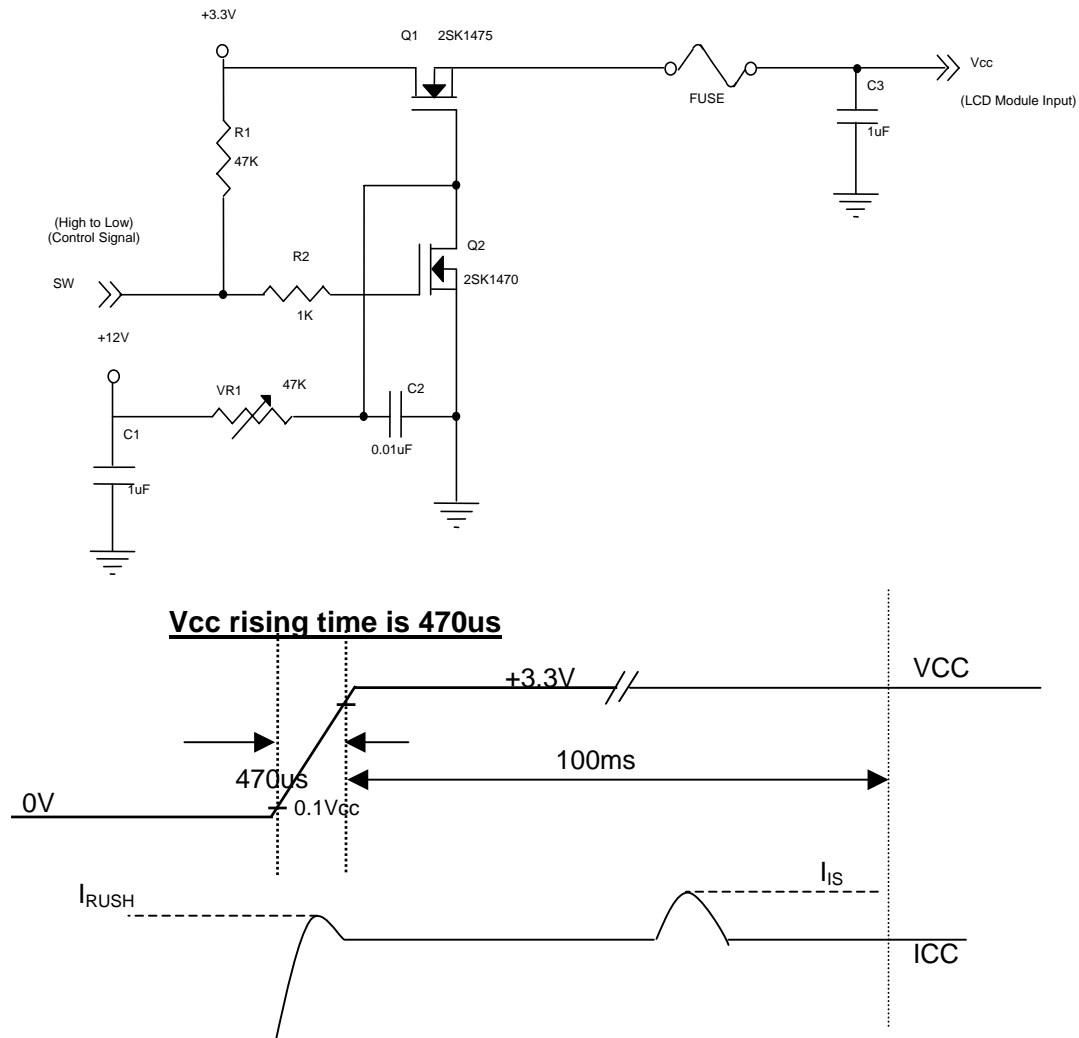 +3.3V
Q1 2SK1475
Vcc
FUSE
C3
(LCD Module Input)
R1
47K
1uF
(High to Low)
(Control Signal)
Q2
R2
SW
2SK1470
1K
+12V
VR1
47K
C2
C1
0.01uF
1uF
Vcc rising time is 470us
+3.3V
VCC
470us
100ms
0V
0.1Vcc
IRUSH
IIS
ICC